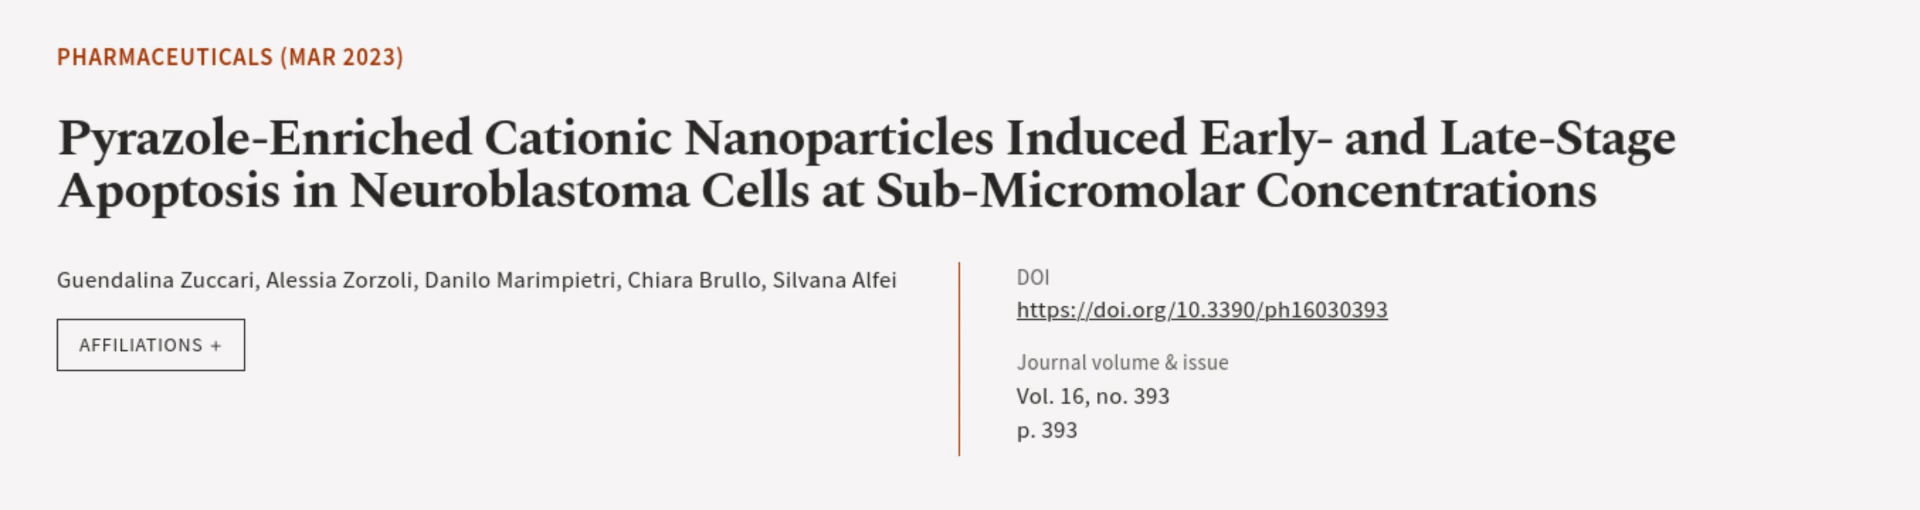 PHARMACEUTICALS (MAR 2023)
Pyrazole-Enriched Cationic Nanoparticles Induced Early- and Late-Stage
Apoptosis in Neuroblastoma Cells at Sub-Micromolar Concentrations
Guendalina Zuccari, Alessia Zorzoli, Danilo Marimpietri, Chiara Brullo, Silvana Alfei
AFFILIATIONS +
DOI
https://doi.org/10.3390/ph16030393
Journal volume & issue
Vol. 16, no. 393
p. 393